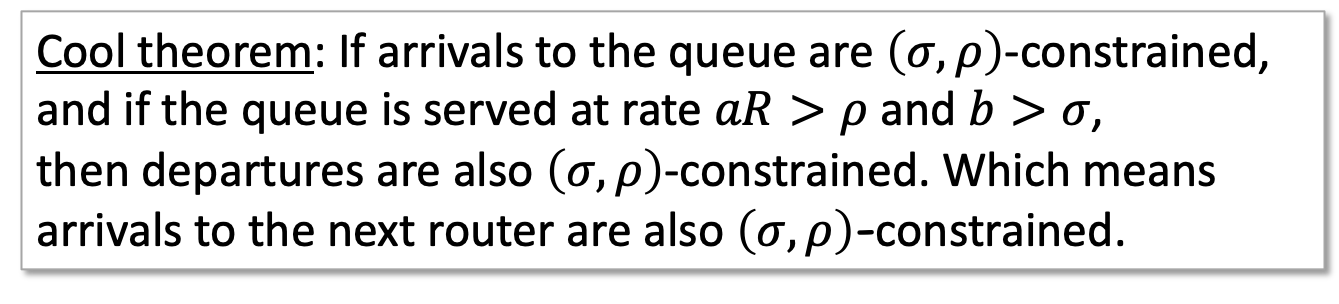 Cool theorem: If arrivals to the queue are (σ, ρ)-constrained,
and if the queue is served at rate aR > ρ and b > σ,
then departures are also (σ, ρ)-constrained. Which means
arrivals to the next router are also (σ, ρ)-constrained.